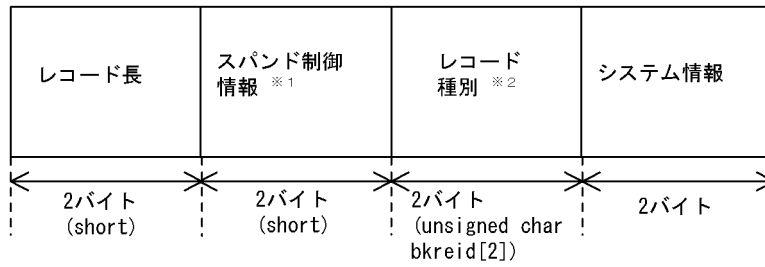 レコード長
スパンド制御
情報 ※1
レコード
種別 ※2
システム情報
2バイト
(short)
2バイト
(short)
2バイト
(unsigned char
bkreid[2])
2バイト